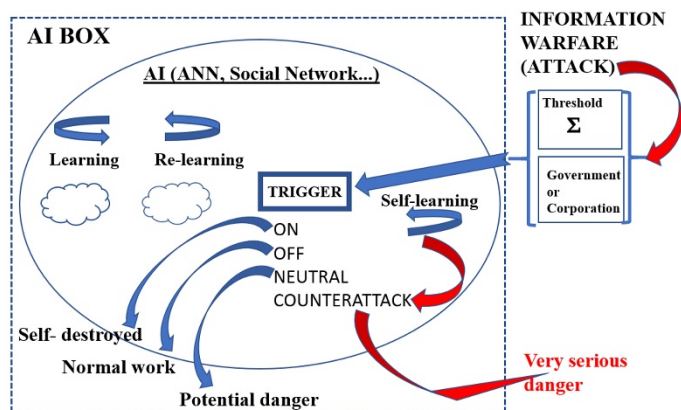 AI BOX
INFORMATION
WARFARE
(ATTACK)
AI (ANN, Social Network...)
Threshold
Σ
Government
or
Corporation
Learning
Re-learning
TRIGGER
Self-learning
ON
OFF
NEUTRAL
COUNTERATTACK
Self- destroyed
Normal work
Potential danger
Very serious
danger